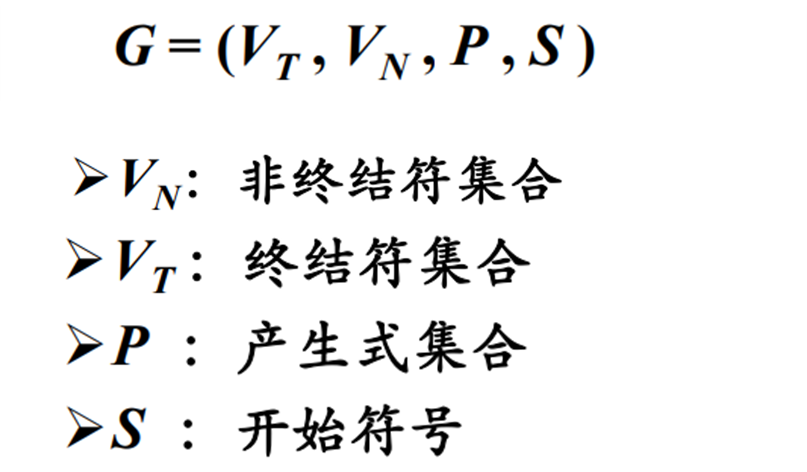 G = (V_T , V_N , P , S )
➢V_N: 非终结符集合
➢V_T : 终结符集合
➢P : 产生式集合
➢S : 开始符号